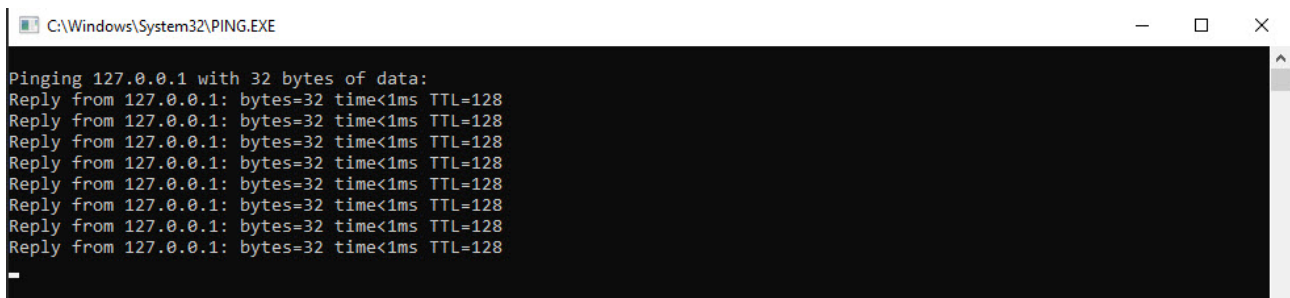 C:\Windows\System32\PING.EXE
Pinging 127.0.0.1 with 32 bytes of data:
Reply from 127.0.0.1: bytes=32 time<1ms TTL=128
Reply from 127.0.0.1: bytes=32 time<1ms TTL=128
Reply from 127.0.0.1: bytes=32 time<1ms TTL=128
Reply from 127.0.0.1: bytes=32 time<1ms TTL=128
Reply from 127.0.0.1: bytes=32 time<1ms TTL=128
Reply from 127.0.0.1: bytes=32 time<1ms TTL=128
Reply from 127.0.0.1: bytes=32 time<1ms TTL=128
Reply from 127.0.0.1: bytes=32 time<1ms TTL=128